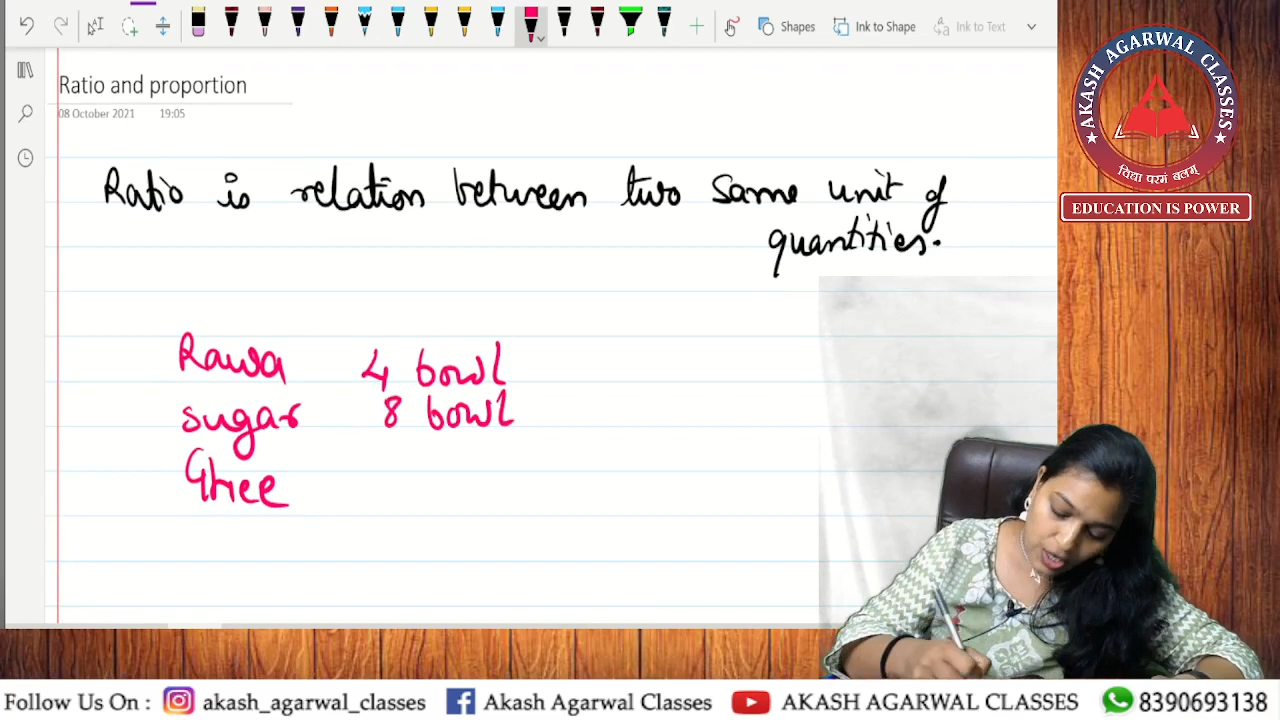 Shapes
Ink to Shape
Ink to Text
Ratio and proportion
08 October 2021 19:05
Ratio is relation between two same unit of
quantities.
Rawa 4 bowl
sugar 8 bowl
Ghee
AKASH AGARWAL CLASSES
विद्या परमं बलम्
EDUCATION IS POWER
Follow Us On : akash_agarwal_classes Akash Agarwal Classes AKASH AGARWAL CLASSES 8390693138